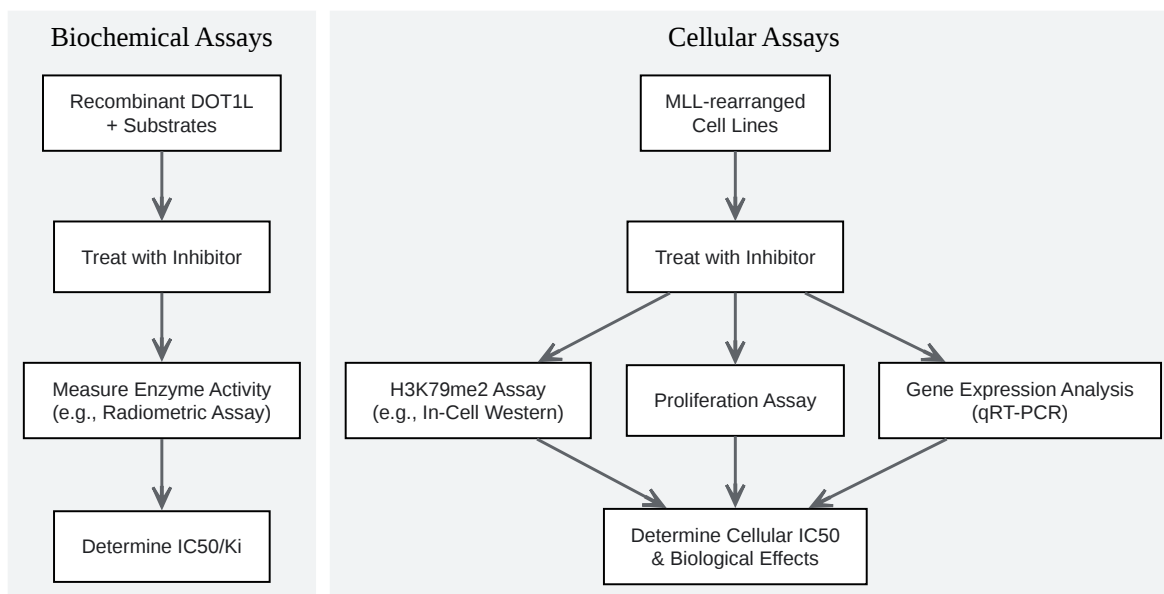 Biochemical Assays
Recombinant DOT1L
+ Substrates
Treat with Inhibitor
Measure Enzyme Activity
(e.g., Radiometric Assay)
Determine IC50/Ki
Cellular Assays
MLL-rearranged
Cell Lines
Treat with Inhibitor
H3K79me2 Assay
(e.g., In-Cell Western)
Proliferation Assay
Gene Expression Analysis
(qRT-PCR)
Determine Cellular IC50
& Biological Effects